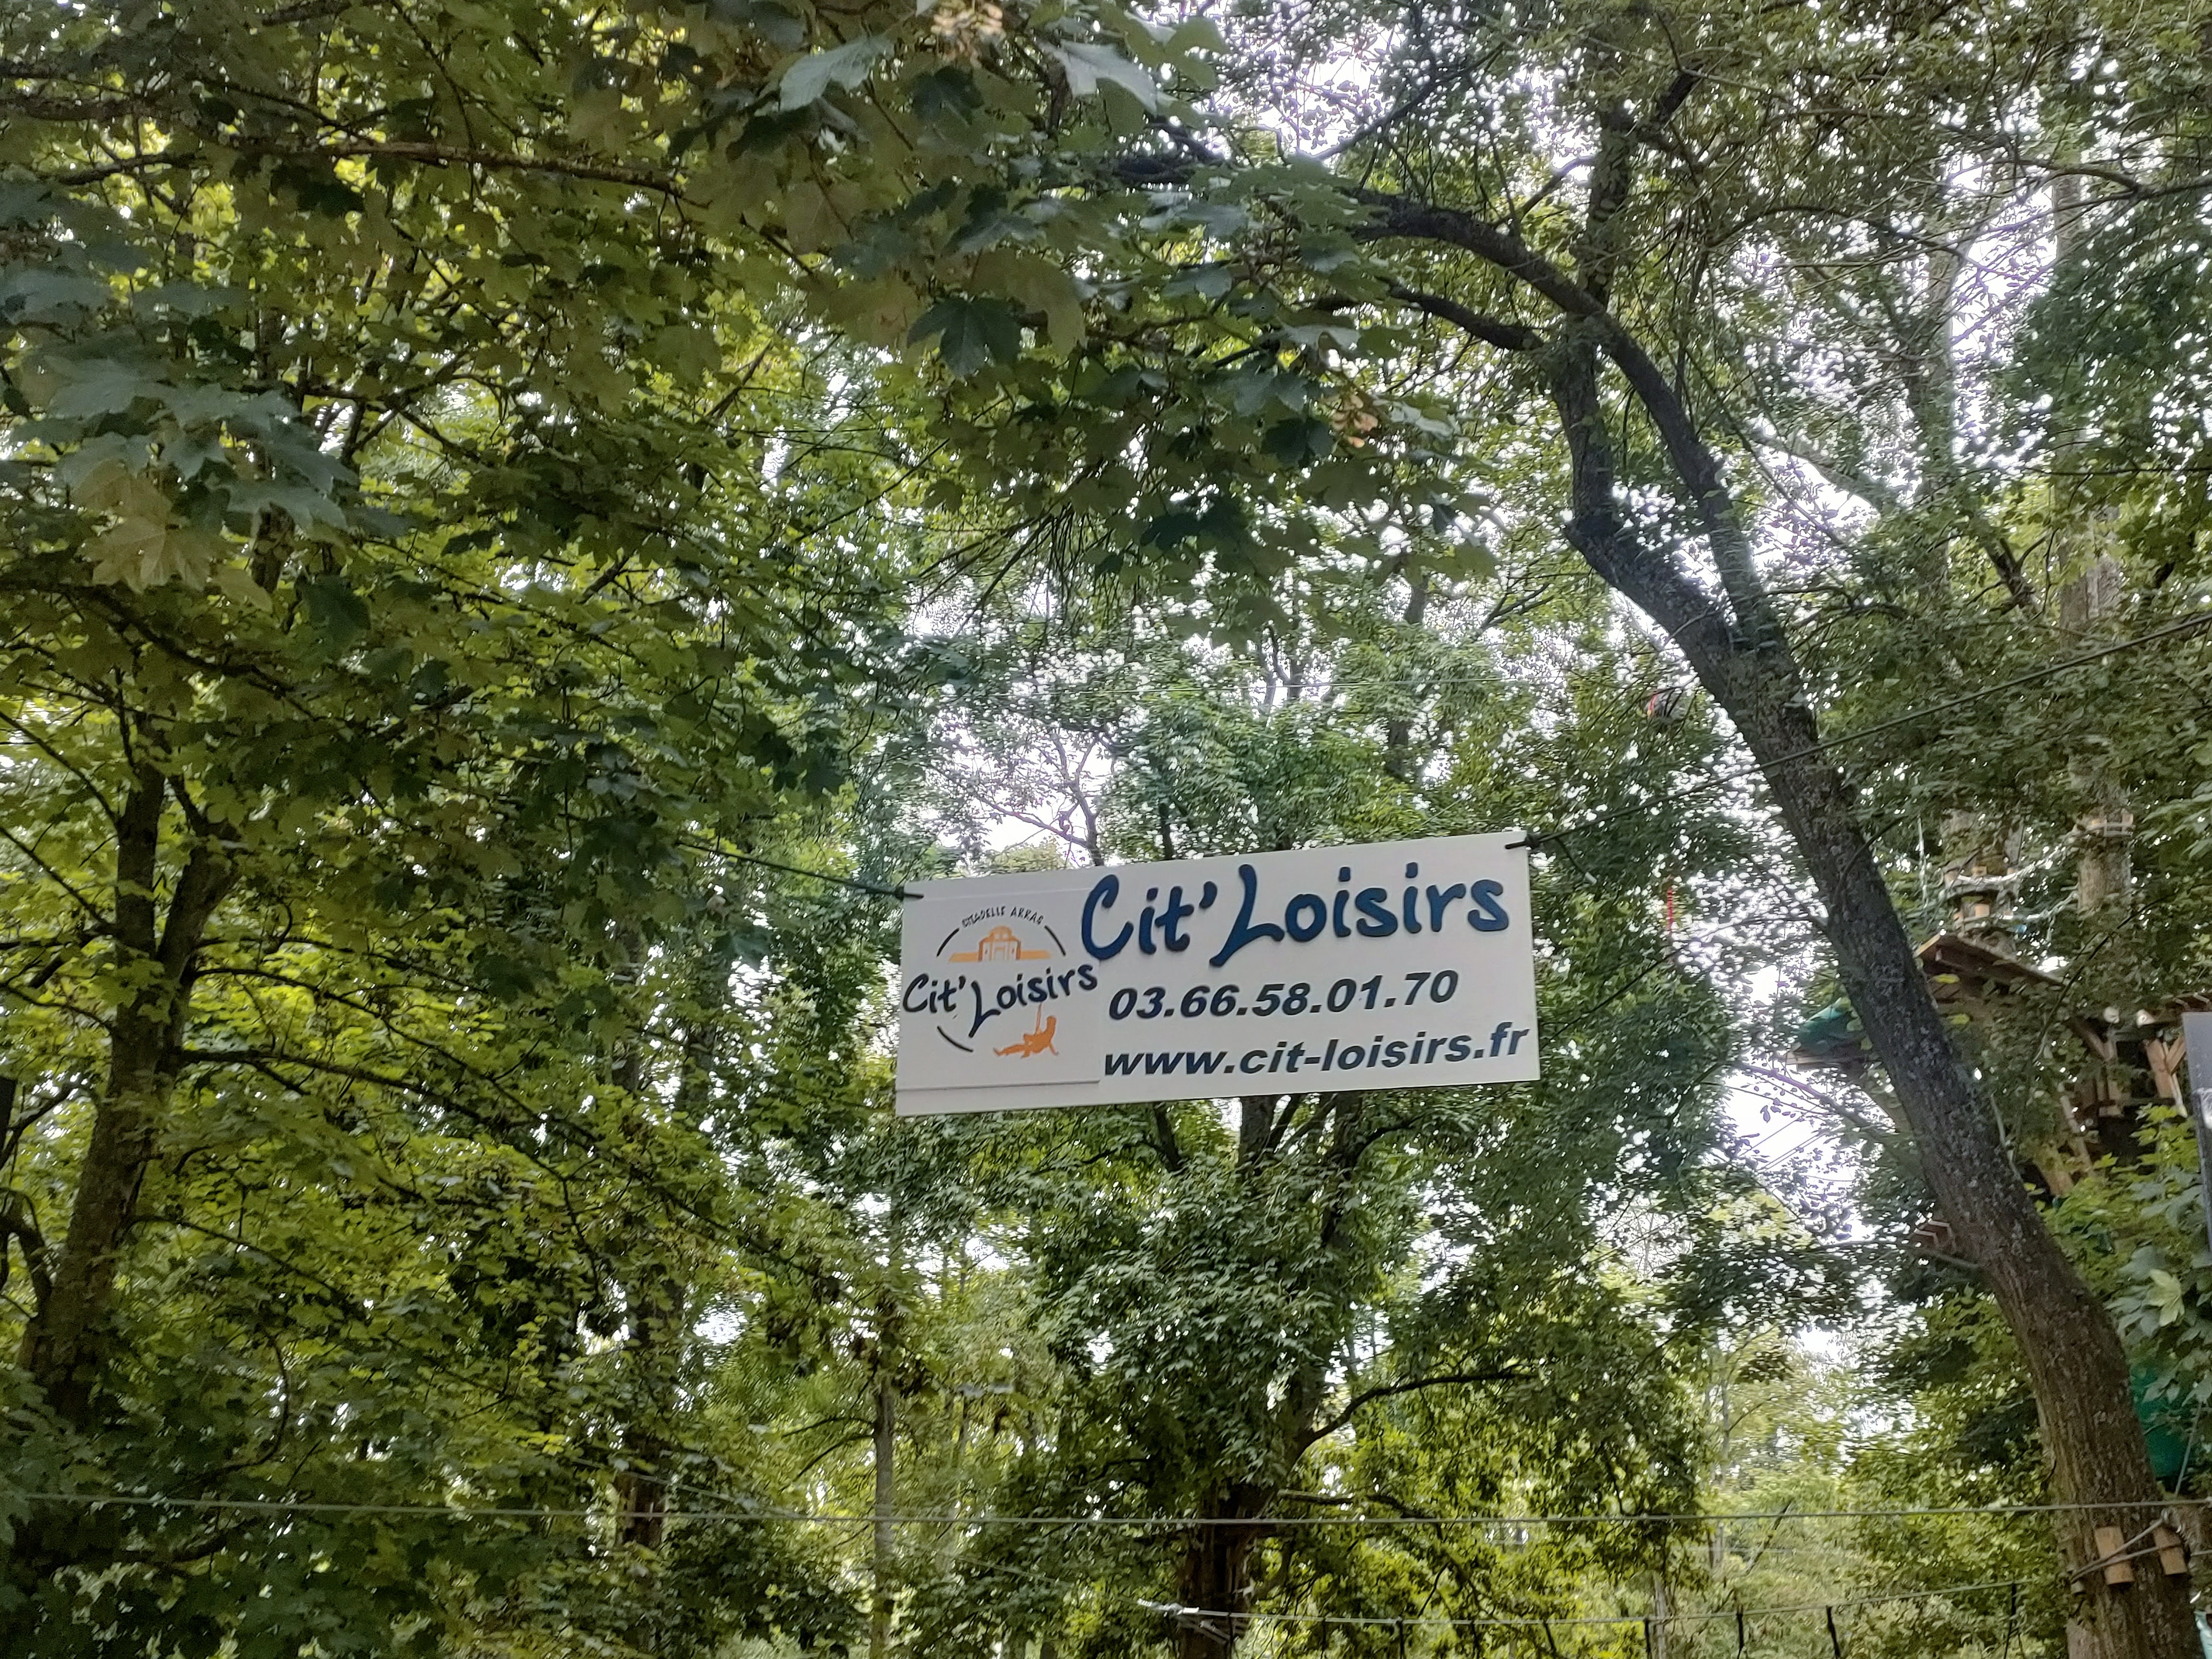 CITADELLE ARRAS
Cit'Loisirs
Cit'Loisirs
03.66.58.01.70
www.cit-loisirs.fr